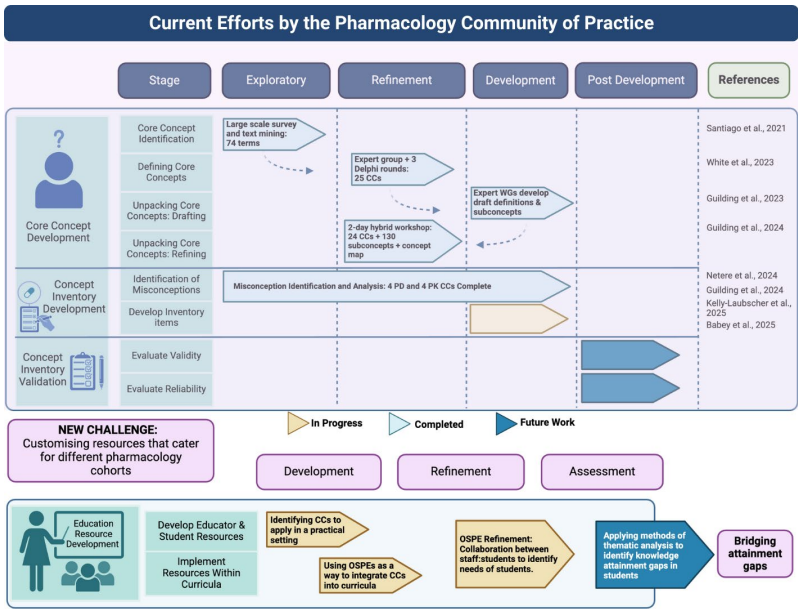 Current Efforts by the Pharmacology Community of Practice
Stage
Exploratory
Refinement
Development
Post Development
References
Core Concept
Development
Core Concept
Identification
Large scale survey
and text mining:
74 terms
Santiago et al., 2021
Defining Core
Concepts
Expert group + 3
Delphi rounds:
25 CCs
White et al., 2023
Unpacking Core
Concepts: Drafting
Expert WGs develop
draft definitions &
subconcepts
Guilding et al., 2023
Unpacking Core
Concepts: Refining
2-day hybrid workshop:
24 CCs + 130
subconcepts + concept
map
Guilding et al., 2024
Concept
Inventory
Development
Identification of
Misconceptions
Misconception Identification and Analysis: 4 PD and 4 PK CCs Complete
Netere et al., 2024
Guilding et al., 2024
Develop Inventory
items
Kelly-Laubscher et al.,
2025
Babey et al., 2025
Concept
Inventory
Validation
Evaluate Validity
Evaluate Reliability
In Progress
Completed
Future Work
NEW CHALLENGE:
Customising resources that cater
for different pharmacology
cohorts
Development
Refinement
Assessment
Education
Resource
Development
Develop Educator &
Student Resources
Implement
Resources Within
Curricula
Identifying CCs to
apply in a practical
setting
Using OSPEs as a
way to integrate CCs
into curricula
OSPE Refinement:
Collaboration between
staff:students to identify
needs of students.
Applying methods of
thematic analysis to
identify knowledge
attainment gaps in
students
Bridging
attainment
gaps